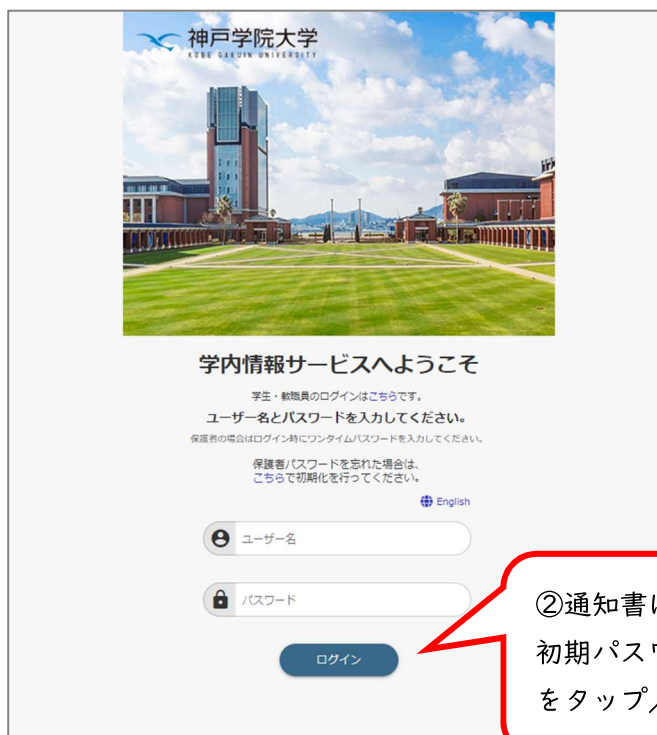 神戸学院大学
KOBE GAKUIN UNIVERSITY
学内情報サービスへようこそ
学生・教職員のログインはこちらです。
ユーザー名とパスワードを入力してください。
保護者の場合はログイン時にワンタイムパスワードを入力してください。
保護者パスワードを忘れた場合は、
こちらで初期化を行ってください。
English
ユーザー名
パスワード
ログイン
②通知書に
初期パス
をタップ/